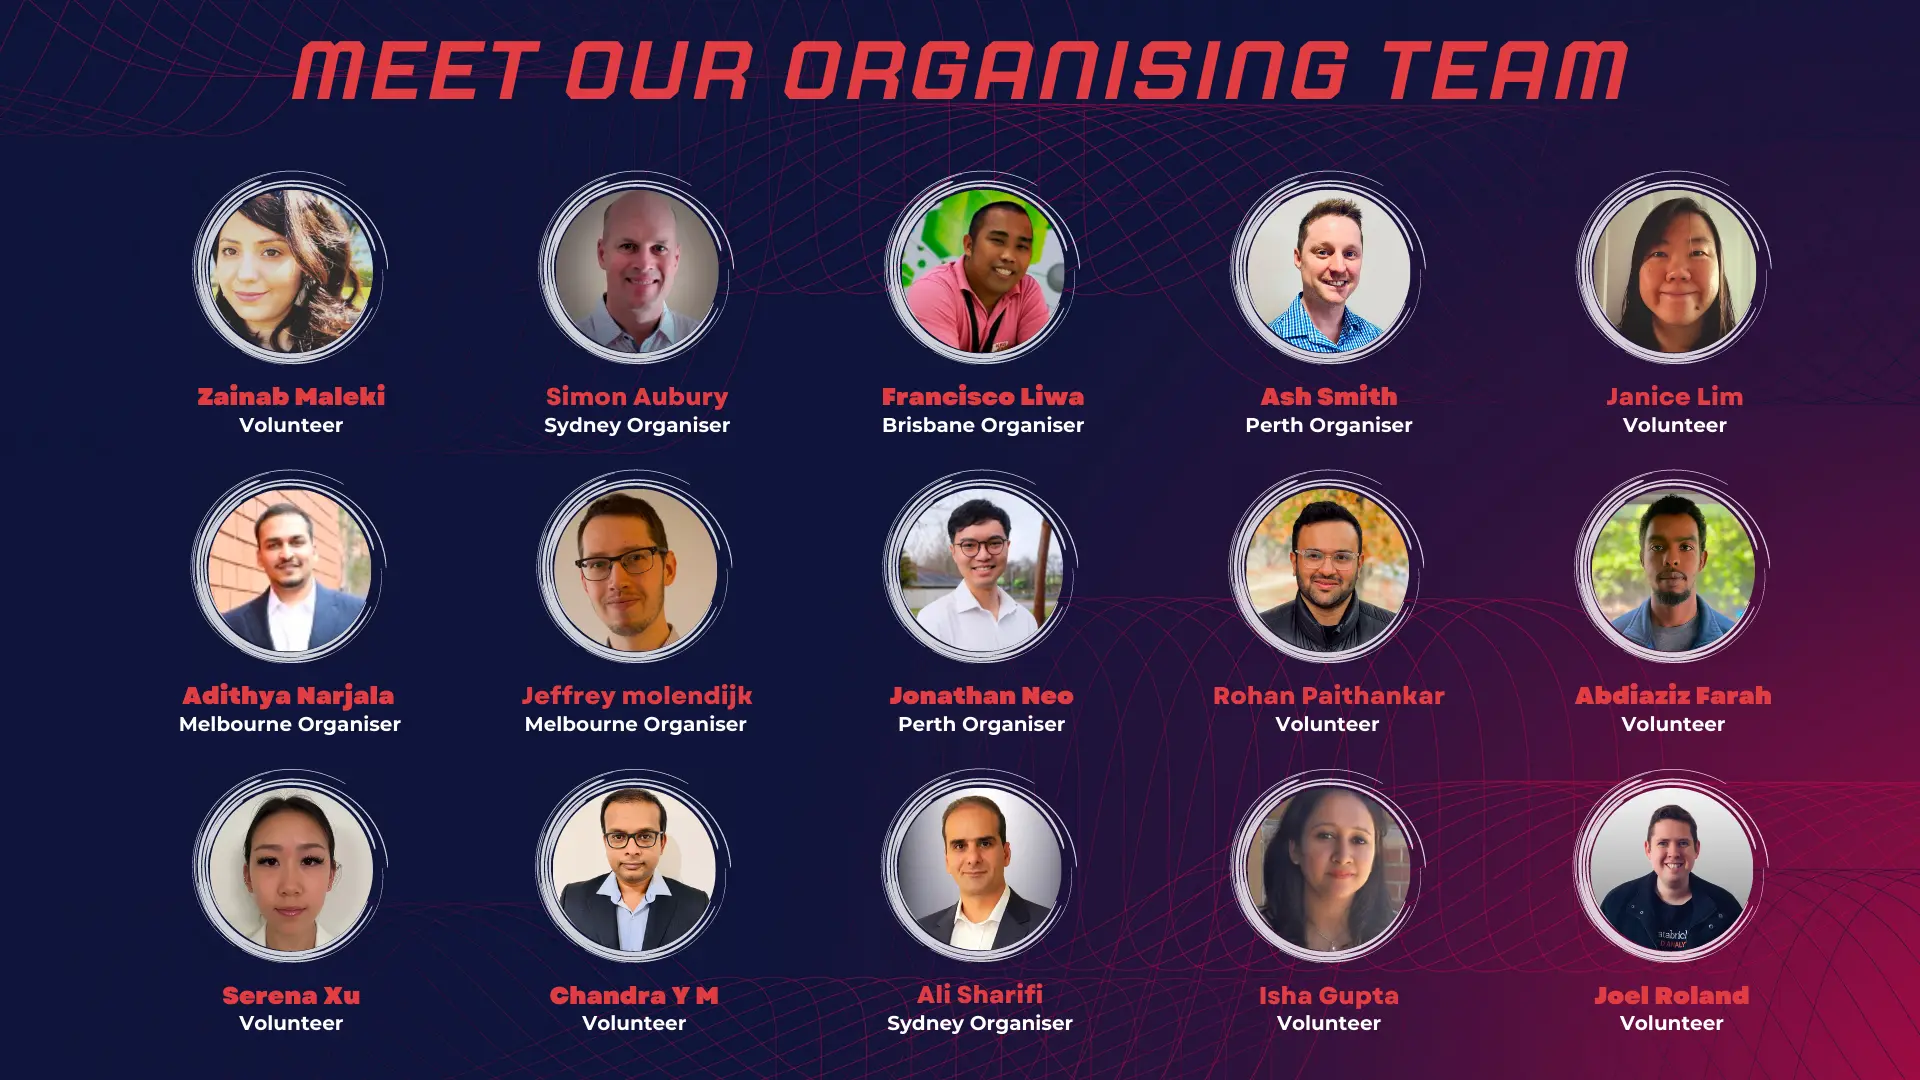 MEET OUR ORGANISING TEAM
Zainab Maleki
Volunteer
Simon Aubury
Sydney Organiser
Francisco Liwa
Brisbane Organiser
Ash Smith
Perth Organiser
Janice Lim
Volunteer
Adithya Narjala
Melbourne Organiser
Jeffrey molendijk
Melbourne Organiser
Jonathan Neo
Perth Organiser
Rohan Paithankar
Volunteer
Abdiaziz Farah
Volunteer
Serena Xu
Volunteer
Chandra Y M
Volunteer
Ali Sharifi
Sydney Organiser
Isha Gupta
Volunteer
Joel Roland
Volunteer